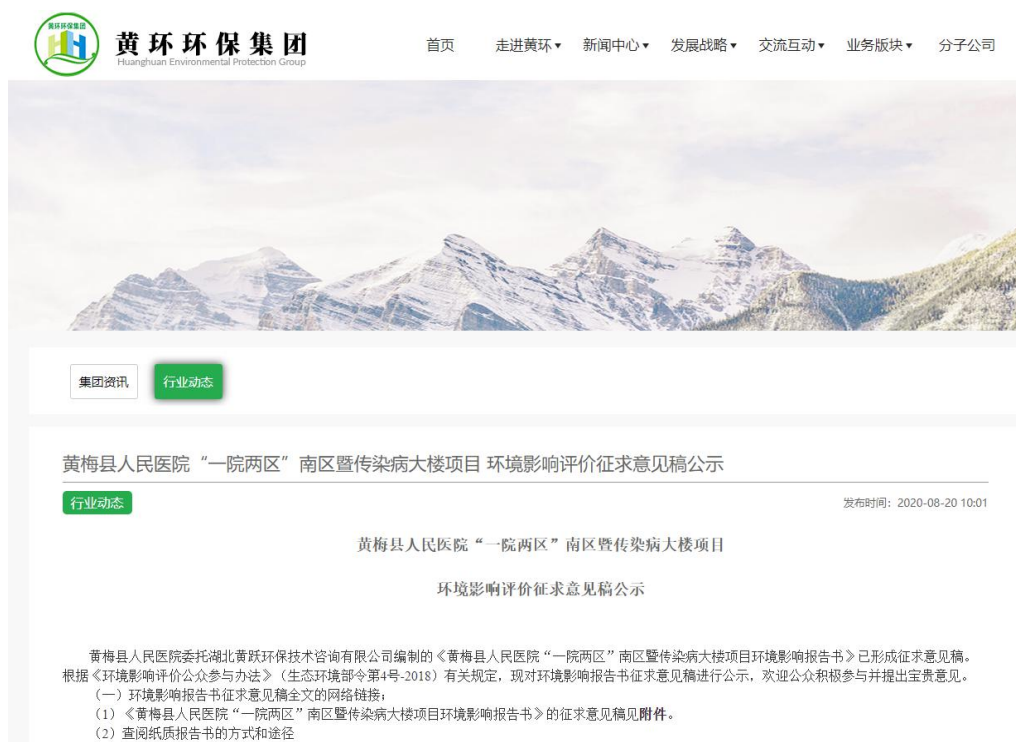 黄环环保集团
黄环环保集团
Huanghuan Environmental Protection Group
首页 走进黄环▾ 新闻中心▾ 发展战略▾ 交流互动▾ 业务版块▾ 分子公司
集团资讯 行业动态
黄梅县人民医院“一院两区”南区暨传染病大楼项目 环境影响评价征求意见稿公示
行业动态 发布时间：2020-08-20 10:01
黄梅县人民医院“一院两区”南区暨传染病大楼项目
环境影响评价征求意见稿公示
黄梅县人民医院委托湖北黄跃环保技术咨询有限公司编制的《黄梅县人民医院“一院两区”南区暨传染病大楼项目环境影响报告书》已形成征求意见稿。
根据《环境影响评价公众参与办法》（生态环境部令第4号-2018）有关规定，现对环境影响报告书征求意见稿进行公示，欢迎公众积极参与并提出宝贵意见。
（一）环境影响报告书征求意见稿全文的网络链接；
（1）《黄梅县人民医院“一院两区”南区暨传染病大楼项目环境影响报告书》的征求意见稿见附件。
（2）查阅纸质报告书的方式和途径